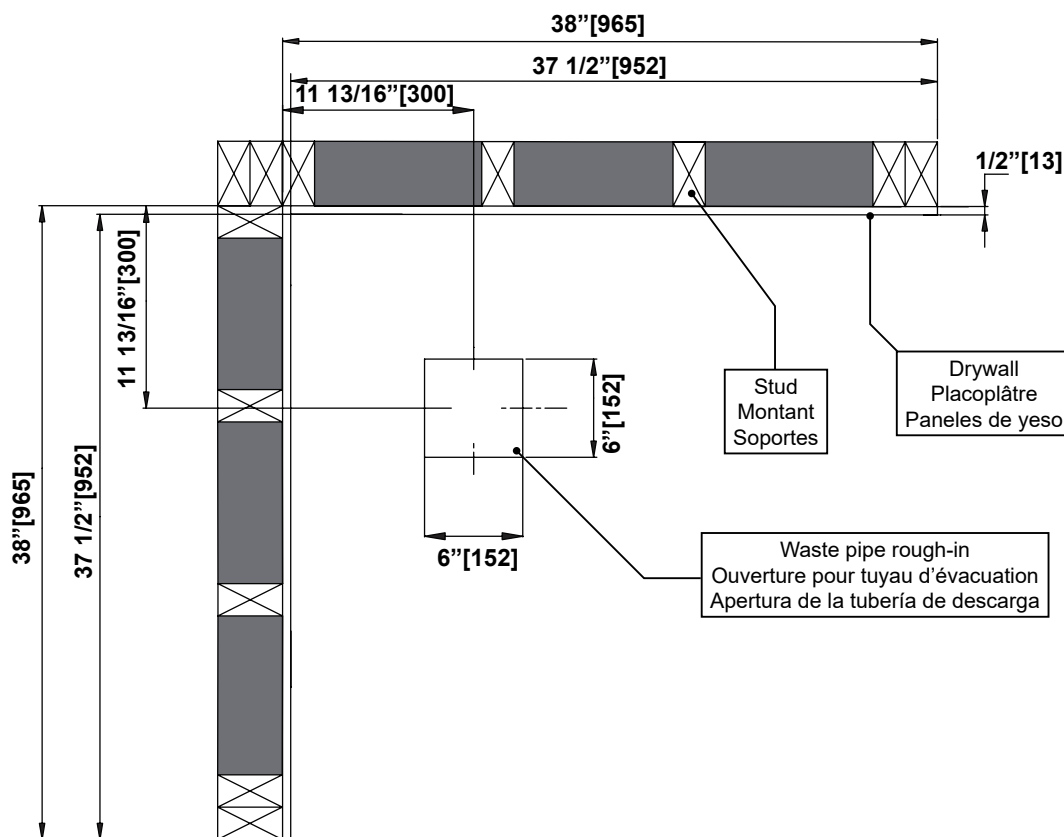 38”[965]
37 1/2”[952]
11 13/16”[300]
1/2”[13]
11 13/16”[300]
38”[965]
37 1/2”[952]
6”[152]
6”[152]
Stud
Montant
Soportes
Drywall
Placoplâtre
Paneles de yeso
Waste pipe rough-in
Ouverture pour tuyau d’évacuation
Apertura de la tubería de descarga